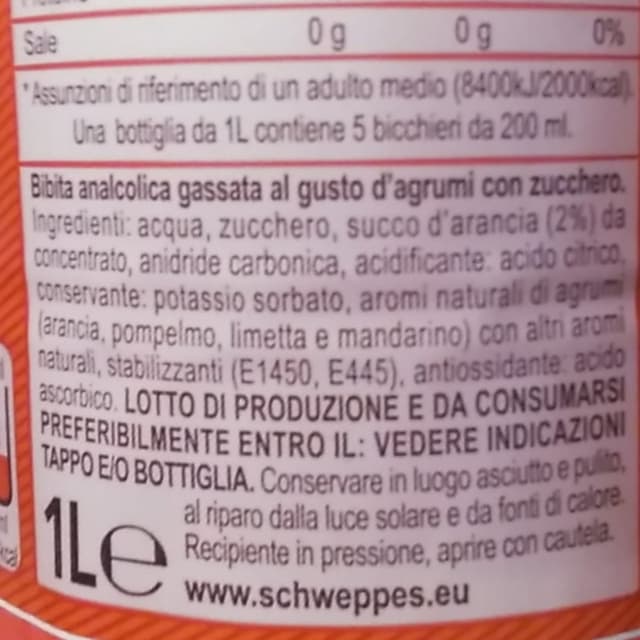 Sale 0 g 0 g 0%
*Assunzioni di riferimento di un adulto medio (8400kJ/2000kcal).
Una bottiglia da 1L contiene 5 bicchieri da 200 ml.
Bibita analcolica gassata al gusto d'agrumi con zucchero.
Ingredienti: acqua, zucchero, succo d'arancia (2%) da
concentrato, anidride carbonica, acidificante: acido citrico,
conservante: potassio sorbato, aromi naturali di agrumi
(arancia, pompelmo, limetta e mandarino) con altri aromi
naturali, stabilizzanti (E1450, E445), antiossidante: acido
ascorbico. LOTTO DI PRODUZIONE E DA CONSUMARSI
PREFERIBILMENTE ENTRO IL: VEDERE INDICAZIONI
TAPPO E/O BOTTIGLIA. Conservare in luogo asciutto e pulito,
al riparo dalla luce solare e da fonti di calore.
Recipiente in pressione, aprire con cautela.
1L e
www.schweppes.eu